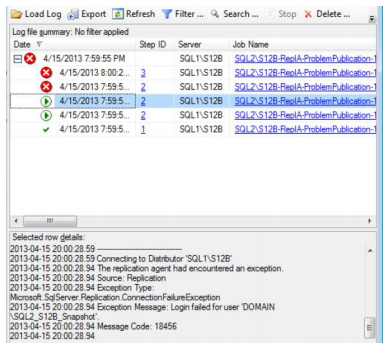 Load Log Export Refresh Filter ... Search ... Stop Delete ...
Log file summary: No filter applied
Date Step ID Server Job Name
4/15/2013 7:59:55 PM SQL1\S12B SQL2\S12B-ReplA-ProblemPublication-1
4/15/2013 8:00:2... 3 SQL1\S12B SQL2\S12B-ReplA-ProblemPublication-1
4/15/2013 7:59:5... 2 SQL1\S12B SQL2\S12B-ReplA-ProblemPublication-1
4/15/2013 7:59:5... 2 SQL1\S12B SQL2\S12B-ReplA-ProblemPublication-1
4/15/2013 7:59:5... 2 SQL1\S12B SQL2\S12B-ReplA-ProblemPublication-1
4/15/2013 7:59:5... 1 SQL1\S12B SQL2\S12B-ReplA-ProblemPublication-1
Selected row details:
2013-04-15 20:00:28.59 -----------------------------------
2013-04-15 20:00:28.59 Connecting to Distributor 'SQL1\S12B'
2013-04-15 20:00:28.94 The replication agent had encountered an exception.
2013-04-15 20:00:28.94 Source: Replication
2013-04-15 20:00:28.94 Exception Type:
Microsoft.SqlServer.Replication.ConnectionFailureException
2013-04-15 20:00:28.94 Exception Message: Login failed for user 'DOMAIN
\SQL2_S12B_Snapshot'.
2013-04-15 20:00:28.94 Message Code: 18456
2013-04-15 20:00:28.94